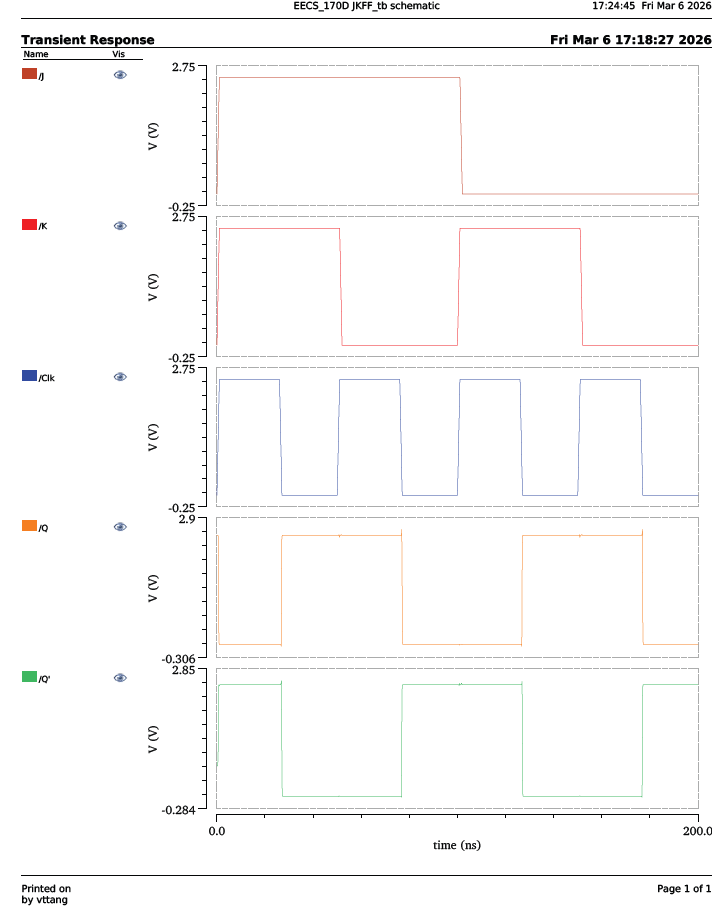 EECS_170D JKFF_tb schematic 17:24:45 Fri Mar 6 2026
Transient Response Fri Mar 6 17:18:27 2026
Name Vis
/J
2.75
V (V)
-0.25
/K
2.75
V (V)
-0.25
/Clk
2.75
V (V)
-0.25
/Q
2.9
V (V)
-0.306
/Q'
2.85
V (V)
-0.284
0.0 200.0
time (ns)
Printed on Page 1 of 1
by vttang